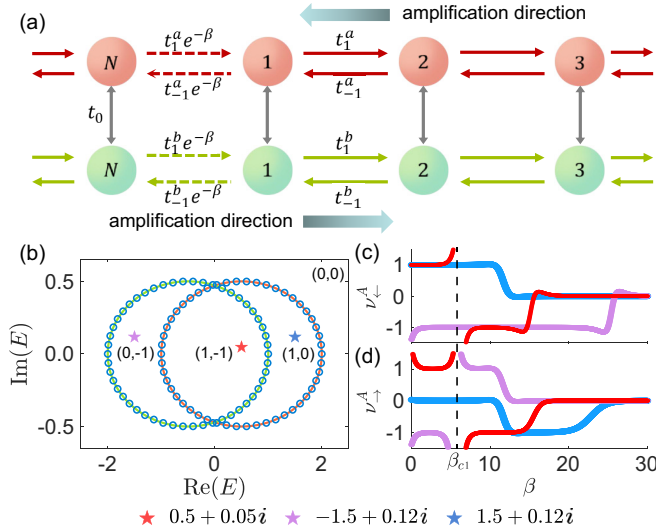 (a)
amplification direction
N
t_1^a e^{-β}
t_{-1}^a e^{-β}
1
t_1^a
t_{-1}^a
2
3
t_0
N
t_1^b e^{-β}
t_{-1}^b e^{-β}
1
t_1^b
t_{-1}^b
2
3
amplification direction
(b)
0.5
0.0
-0.5
Im(E)
(0,0)
(0,-1)
(1,-1)
(1,0)
-2
0
2
Re(E)
(c)
ν_←^A
1
0
-1
(d)
ν_→^A
1
0
-1
0
β_{c1}
10
20
30
β
★ 0.5 + 0.05i ★ −1.5 + 0.12i ★ 1.5 + 0.12i